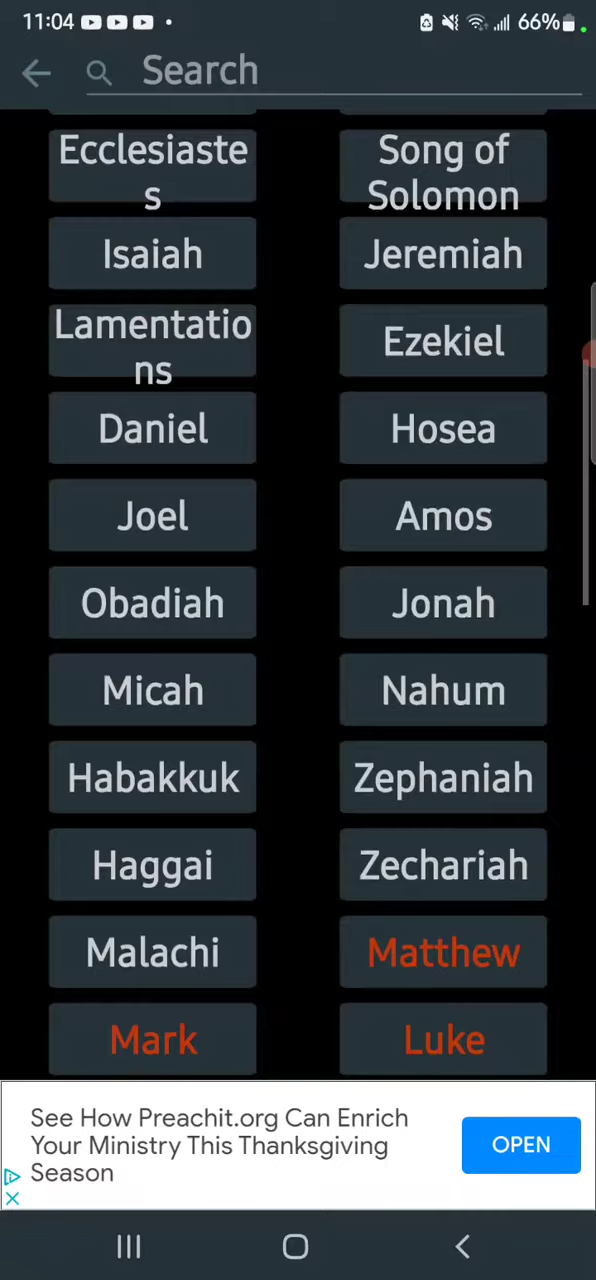 11:04 66%
Search
Ecclesiaste
s
Song of
Solomon
Isaiah
Jeremiah
Lamentatio
ns
Ezekiel
Daniel
Hosea
Joel
Amos
Obadiah
Jonah
Micah
Nahum
Habakkuk
Zephaniah
Haggai
Zechariah
Malachi
Matthew
Mark
Luke
See How Preachit.org Can Enrich
Your Ministry This Thanksgiving
Season
OPEN